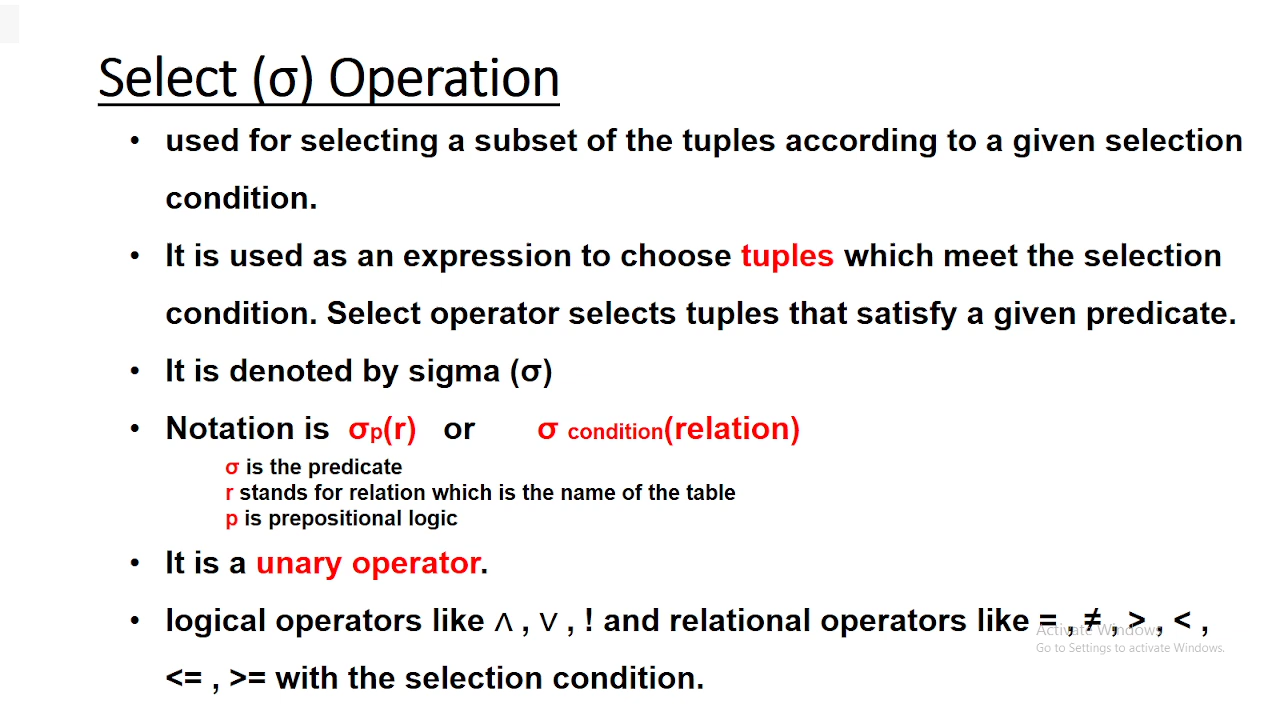 Select (σ) Operation
• used for selecting a subset of the tuples according to a given selection
condition.
• It is used as an expression to choose tuples which meet the selection
condition. Select operator selects tuples that satisfy a given predicate.
• It is denoted by sigma (σ)
• Notation is σp(r) or σ condition(relation)
σ is the predicate
r stands for relation which is the name of the table
p is prepositional logic
• It is a unary operator.
• logical operators like ∧ , ∨ , ! and relational operators like = , ≠ , > , < ,
<= , >= with the selection condition.
Activate Windows
Go to Settings to activate Windows.